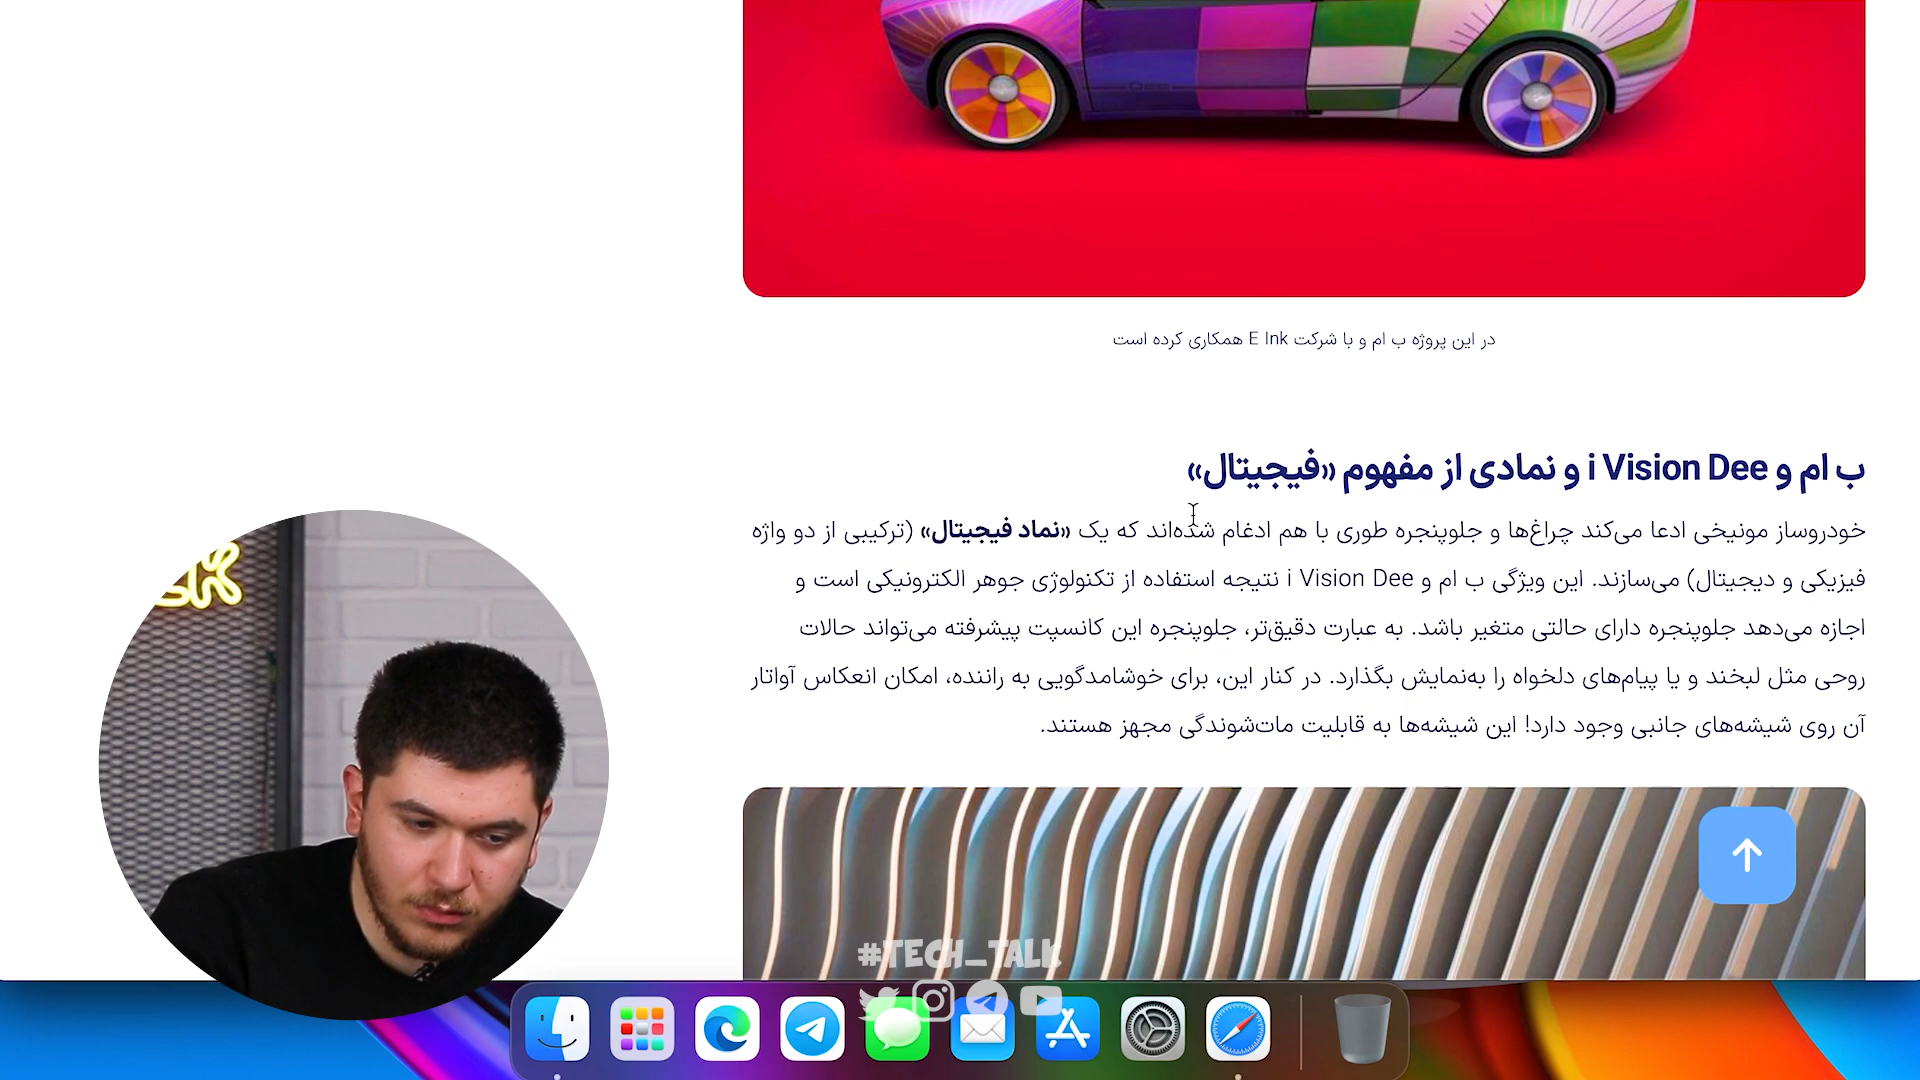 در این پروژه ب ام و با شرکت E Ink همکاری کرده است
ب ام و i Vision Dee و نمادی از مفهوم «فیجیتال»
خودروساز مونیخی ادعا می‌کند چراغ‌ها و جلوپنجره طوری با هم ادغام شده‌اند که یک «نماد فیجیتال» (ترکیبی از دو واژه
فیزیکی و دیجیتال) می‌سازند. این ویژگی ب ام و i Vision Dee نتیجه استفاده از تکنولوژی جوهر الکترونیکی است و
اجازه می‌دهد جلوپنجره دارای حالتی متغیر باشد. به عبارت دقیق‌تر، جلوپنجره این کانسپت پیشرفته می‌تواند حالات
روحی مثل لبخند و یا پیام‌های دلخواه را به‌نمایش بگذارد. در کنار این، برای خوشامدگویی به راننده، امکان انعکاس آواتار
آن روی شیشه‌های جانبی وجود دارد! این شیشه‌ها به قابلیت مات‌شوندگی مجهز هستند.
#TECH_TALK